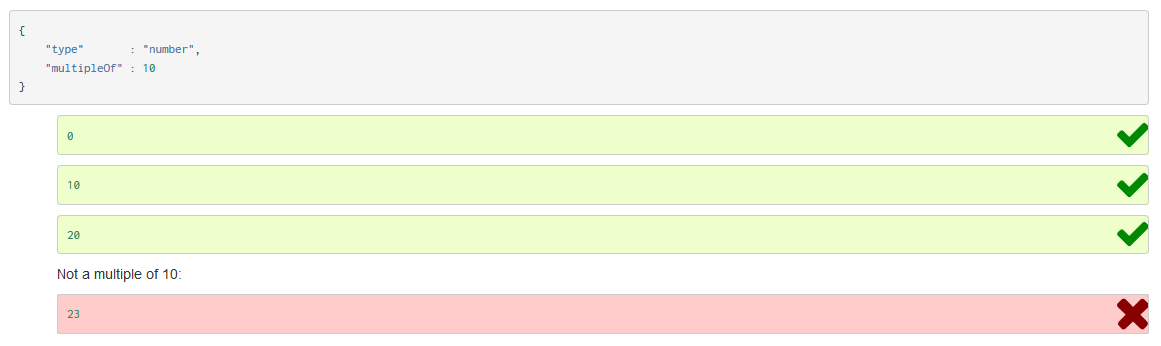 {
    "type"       : "number",
    "multipleOf" : 10
}
0
10
20
Not a multiple of 10:
23